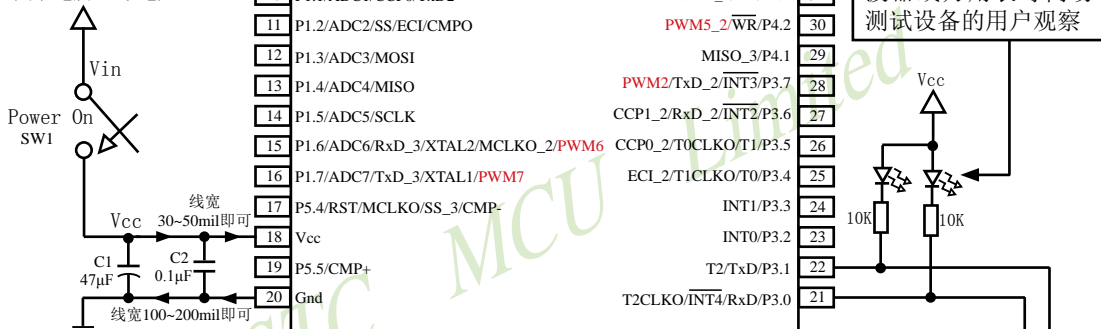 11 P1.2/ADC2/SS/ECI/CMPO
12 P1.3/ADC3/MOSI
13 P1.4/ADC4/MISO
14 P1.5/ADC5/SCLK
15 P1.6/ADC6/RxD_3/XTAL2/MCLKO_2/PWM6
16 P1.7/ADC7/TxD_3/XTAL1/PWM7
17 P5.4/RST/MCLKO/SS_3/CMP-
18 Vcc
19 P5.5/CMP+
20 Gnd
PWM5_2/WR/P4.2 30
MISO_3/P4.1 29
PWM2/TxD_2/INT3/P3.7 28
CCP1_2/RxD_2/INT2/P3.6 27
CCP0_2/T0CLKO/T1/P3.5 26
ECI_2/T1CLKO/T0/P3.4 25
INT1/P3.3 24
INT0/P3.2 23
T2/TxD/P3.1 22
T2CLKO/INT4/RxD/P3.0 21
Vin
Power On
SW1
Vcc
线宽
30~50mil即可
C1
47μF
C2
0.1μF
线宽100~200mil即可
测试设备的用户观察
Vcc
10K
10K
STC MCU Limited